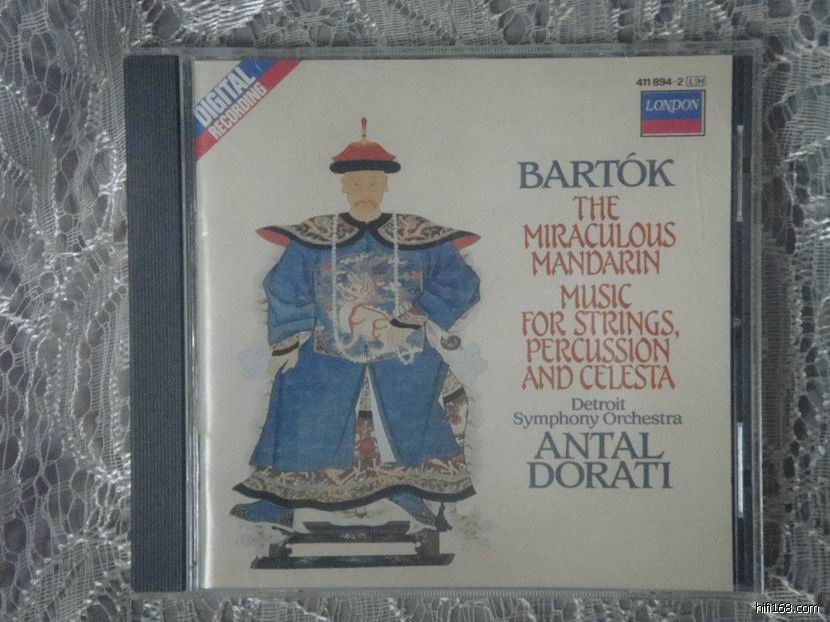 DIGITAL
RECORDING
411 894-2 LH
LONDON
BARTÓK
THE
MIRACULOUS
MANDARIN
MUSIC
FOR STRINGS,
PERCUSSION
AND CELESTA
Detroit
Symphony Orchestra
ANTAL
DORATI
hifi168.com